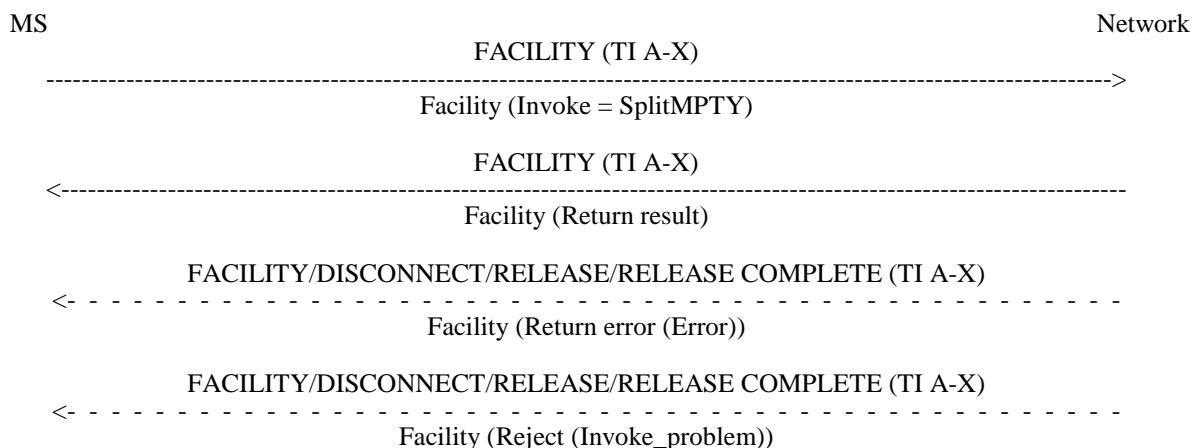 MS Network
FACILITY (TI A-X)
Facility (Invoke = SplitMPTY)
FACILITY (TI A-X)
Facility (Return result)
FACILITY/DISCONNECT/RELEASE/RELEASE COMPLETE (TI A-X)
Facility (Return error (Error))
FACILITY/DISCONNECT/RELEASE/RELEASE COMPLETE (TI A-X)
Facility (Reject (Invoke_problem))